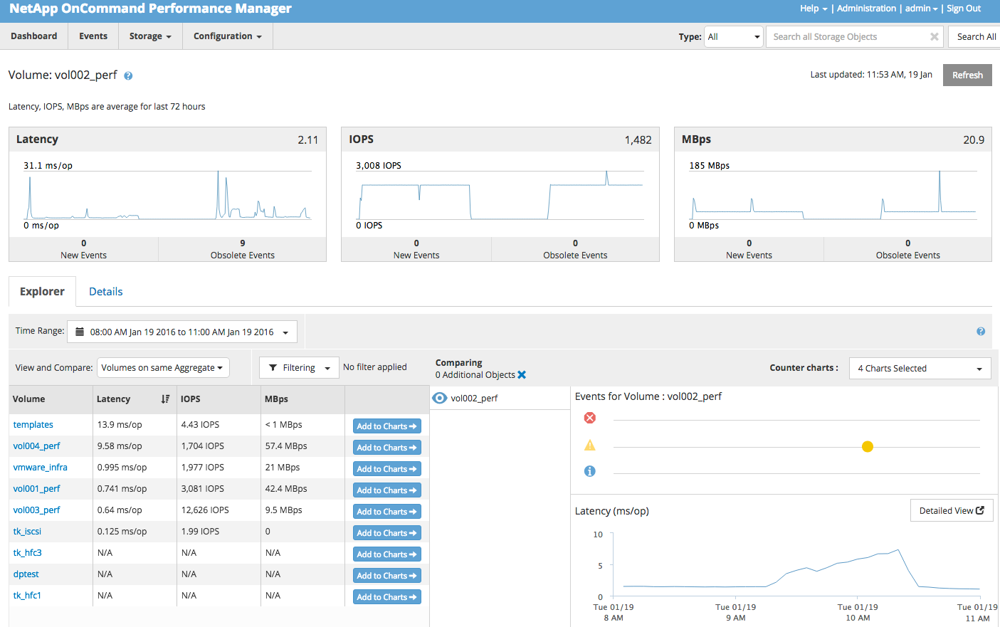 NetApp OnCommand Performance Manager
Help | Administration | admin | Sign Out
Dashboard Events Storage Configuration Type: All Search all Storage Objects Search All
Volume: vol002_perf
Last updated: 11:53 AM, 19 Jan Refresh
Latency, IOPS, MBps are average for last 72 hours
Latency 2.11
31.1 ms/op
0 ms/op
0 9
New Events Obsolete Events
IOPS 1,482
3,008 IOPS
0 IOPS
0 0
New Events Obsolete Events
MBps 20.9
185 MBps
0 MBps
0 0
New Events Obsolete Events
Explorer Details
Time Range: 08:00 AM Jan 19 2016 to 11:00 AM Jan 19 2016
View and Compare: Volumes on same Aggregate Filtering No filter applied
Comparing
0 Additional Objects
Counter charts : 4 Charts Selected
Volume Latency IOPS MBps
templates 13.9 ms/op 4.43 IOPS < 1 MBps Add to Charts
vol004_perf 9.58 ms/op 1,704 IOPS 57.4 MBps Add to Charts
vmware_infra 0.995 ms/op 1,977 IOPS 21 MBps Add to Charts
vol001_perf 0.741 ms/op 3,081 IOPS 42.4 MBps Add to Charts
vol003_perf 0.64 ms/op 12,626 IOPS 9.5 MBps Add to Charts
tk_iscsi 0.125 ms/op 1.99 IOPS 0 Add to Charts
tk_hfc3 N/A N/A N/A Add to Charts
dptest N/A N/A N/A Add to Charts
tk_hfc1 N/A N/A N/A Add to Charts
vol002_perf
Events for Volume : vol002_perf
Latency (ms/op) Detailed View
10
5
0
Tue 01/19 Tue 01/19 Tue 01/19 Tue 01/19
8 AM 9 AM 10 AM 11 AM